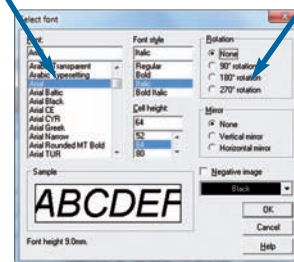 Select font
Font:
Arial
Arabic Transparent
Arabic Typesetting
Arial
Arial Baltic
Arial Black
Arial CE
Arial CYR
Arial Greek
Arial Narrow
Arial Rounded MT Bold
Arial TUR
Font style
Italic
Regular
Bold
Italic
Bold Italic
Cell height:
64
52
64
80
Rotation
None
90° rotation
180° rotation
270° rotation
Mirror
None
Vertical mirror
Horizontal mirror
Sample
ABCDEF
Negative image
Black
OK
Cancel
Help
Font height 9.0mm.